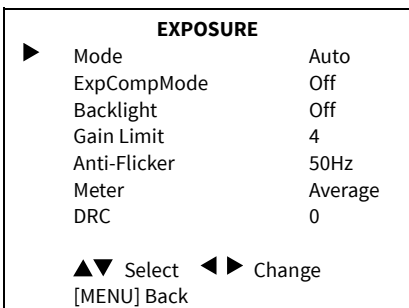 EXPOSURE
▶ Mode Auto
ExpCompMode Off
Backlight Off
Gain Limit 4
Anti-Flicker 50Hz
Meter Average
DRC 0
▲▼ Select ◀▶ Change
[MENU] Back